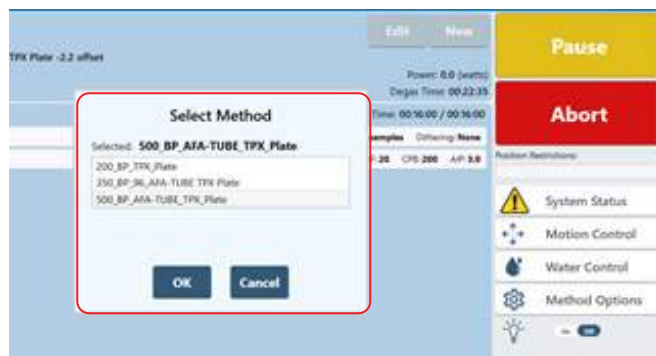 Edit New
Pause
TPX Plate -2.2 offset
Power: 0.0 (watts)
Degas Time: 00:22:35
Select Method
Time: 00:16:00 / 00:16:00
Abort
Selected: 500_BP_AFA-TUBE_TPX_Plate
samples Dithering: None
200_BP_TPX_Plate
20 CPB: 200 AIP: 3.0
Position Restrictions:
350_BP_96_AFA-TUBE TPX Plate
500_BP_AFA-TUBE_TPX_Plate
System Status
Motion Control
Water Control
OK Cancel
Method Options